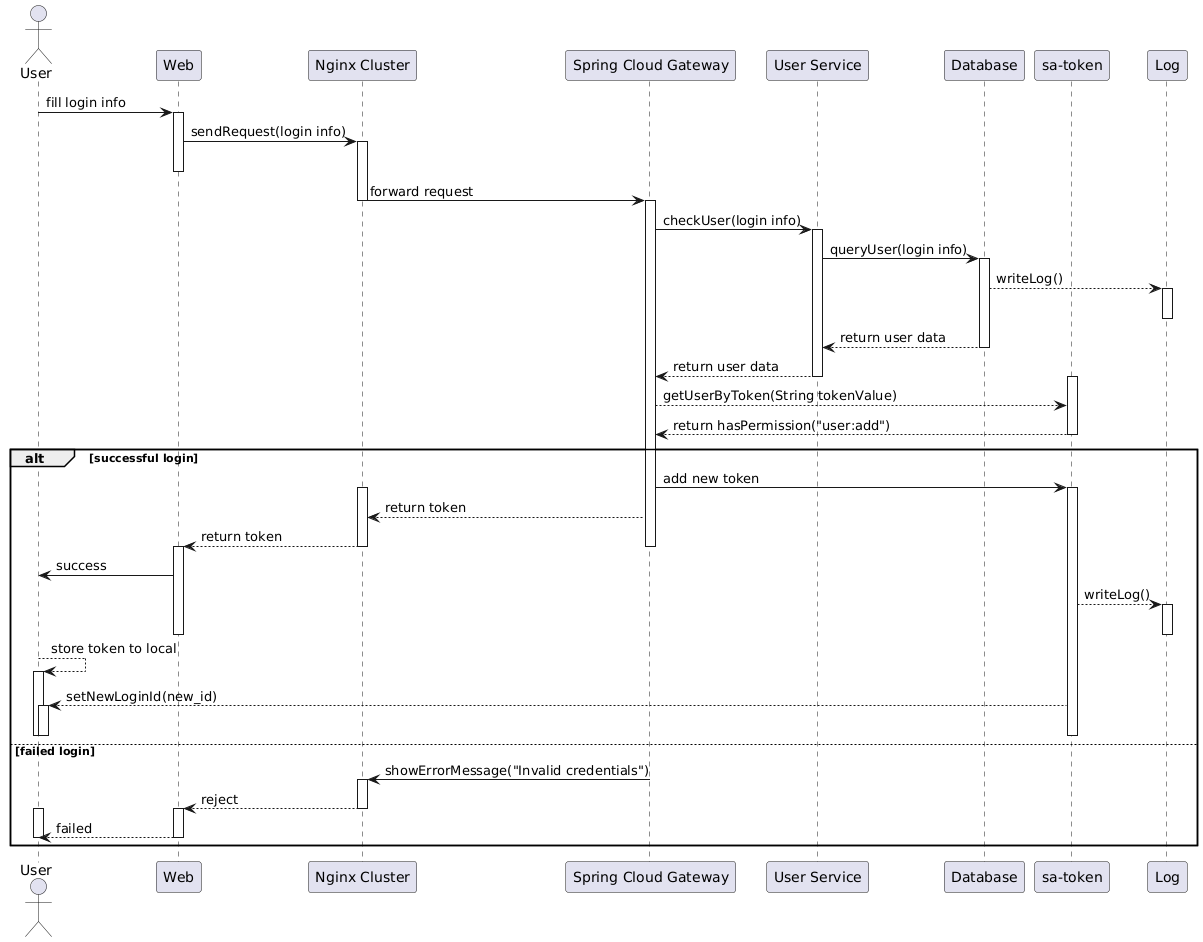 User
Web
Nginx Cluster
Spring Cloud Gateway
User Service
Database
sa-token
Log
fill login info
sendRequest(login info)
forward request
checkUser(login info)
queryUser(login info)
writeLog()
return user data
return user data
getUserByToken(String tokenValue)
return hasPermission("user:add")
alt
[successful login]
add new token
return token
return token
success
writeLog()
store token to local
setNewLoginId(new_id)
[failed login]
showErrorMessage("Invalid credentials")
reject
failed
User
Web
Nginx Cluster
Spring Cloud Gateway
User Service
Database
sa-token
Log